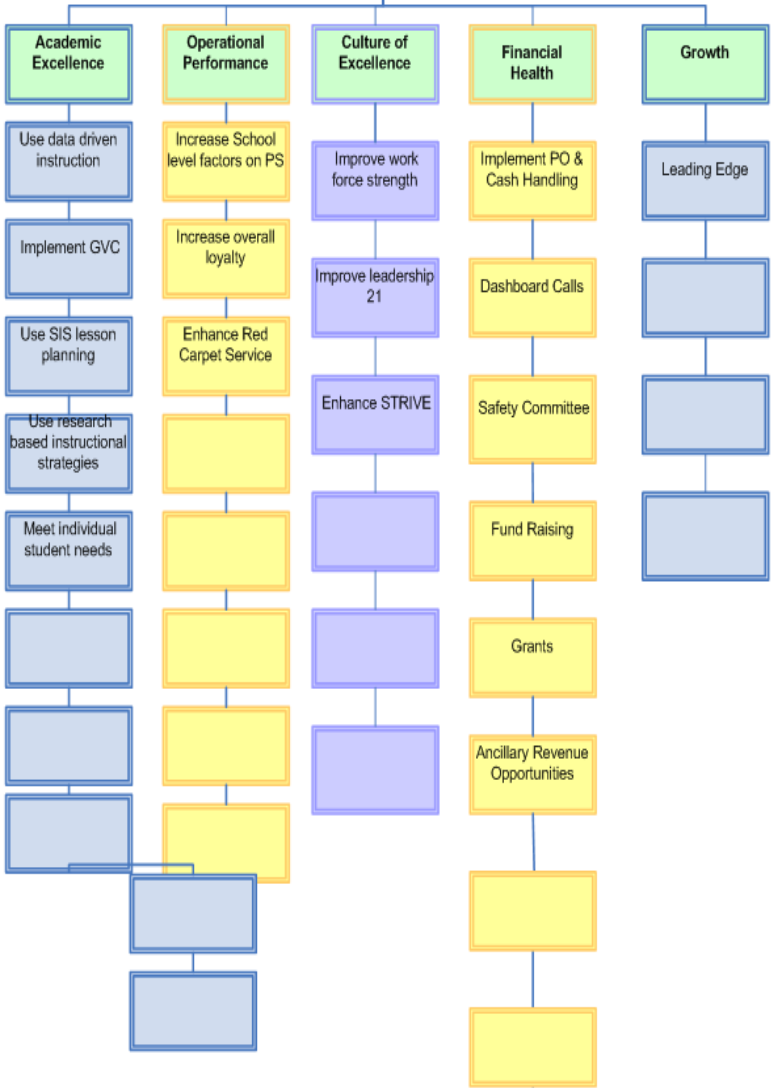 Academic
Excellence
Operational
Performance
Culture of
Excellence
Financial
Health
Growth
Use data driven
instruction
Implement GVC
Use SIS lesson
planning
Use research
based instructional
strategies
Meet individual
student needs
Increase School
level factors on PS
Increase overall
loyalty
Enhance Red
Carpet Service
Improve work
force strength
Improve leadership
21
Enhance STRIVE
Implement PO &
Cash Handling
Dashboard Calls
Safety Committee
Fund Raising
Grants
Ancillary Revenue
Opportunities
Leading Edge